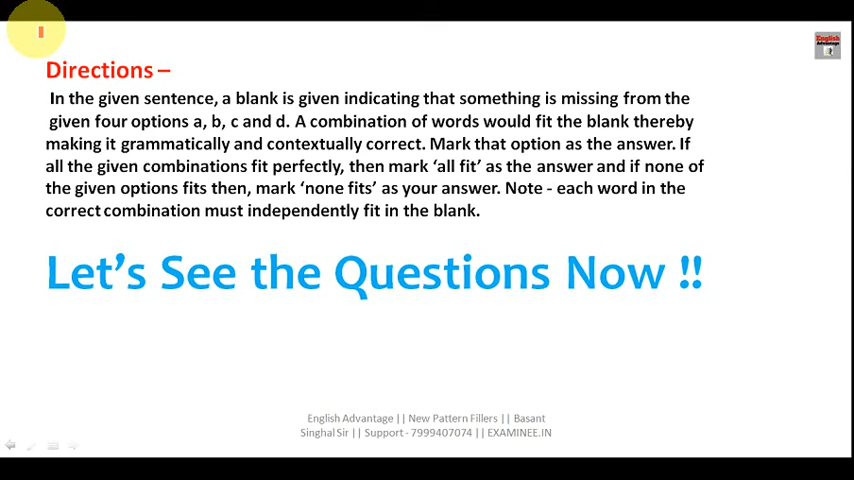 English
Advantage
Directions –
In the given sentence, a blank is given indicating that something is missing from the
given four options a, b, c and d. A combination of words would fit the blank thereby
making it grammatically and contextually correct. Mark that option as the answer. If
all the given combinations fit perfectly, then mark ‘all fit’ as the answer and if none of
the given options fits then, mark ‘none fits’ as your answer. Note - each word in the
correct combination must independently fit in the blank.
Let’s See the Questions Now !!
English Advantage || New Pattern Fillers || Basant
Singhal Sir || Support - 7999407074 || EXAMINEE.IN